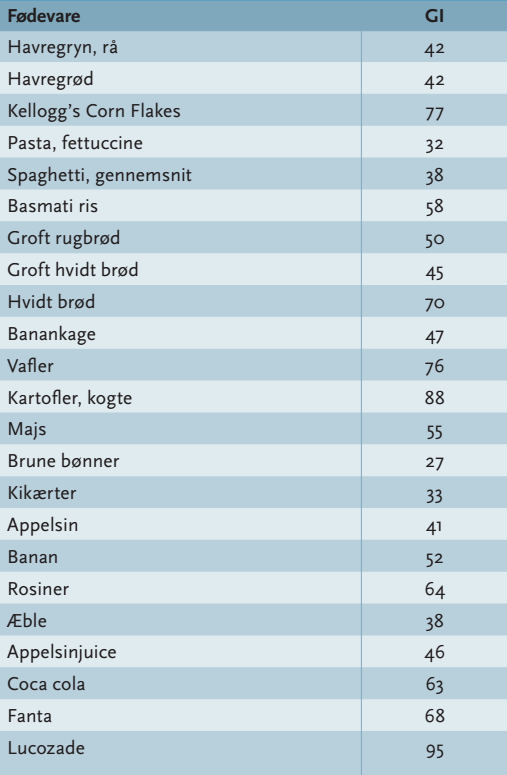 Fødevare GI
Havregryn, rå 42
Havregrød 42
Kellogg's Corn Flakes 77
Pasta, fettuccine 32
Spaghetti, gennemsnit 38
Basmati ris 58
Groft rugbrød 50
Groft hvidt brød 45
Hvidt brød 70
Banankage 47
Vafler 76
Kartofler, kogte 88
Majs 55
Brune bønner 27
Kikærter 33
Appelsin 41
Banan 52
Rosiner 64
Æble 38
Appelsinjuice 46
Coca cola 63
Fanta 68
Lucozade 95